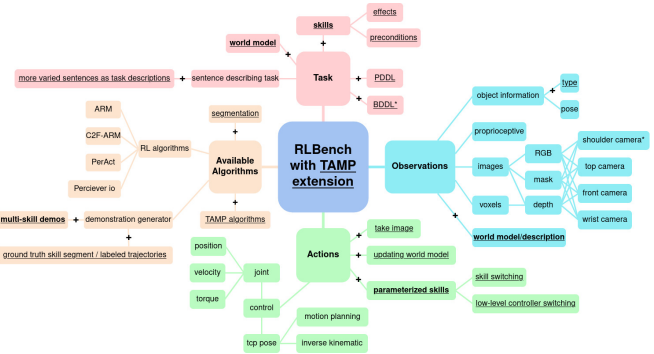 effects
skills
preconditions
world model
+
+
more varied sentences as task descriptions
+
sentence describing task
Task
+
PDDL
+
BDDL*
segmentation
+
ARM
C2F-ARM
PerAct
Perciever io
RL algorithms
Available
Algorithms
+
TAMP algorithms
multi-skill demos
+
demonstration generator
+
ground truth skill segment / labeled trajectories
RLBench
with TAMP
extension
Observations
object information
+
type
pose
proprioceptive
images
RGB
mask
depth
voxels
shoulder camera*
top camera
front camera
wrist camera
+
world model/description
Actions
+
take image
+
updating world model
+
parameterized skills
skill switching
low-level controller switching
position
velocity
torque
joint
control
tcp pose
motion planning
inverse kinematic